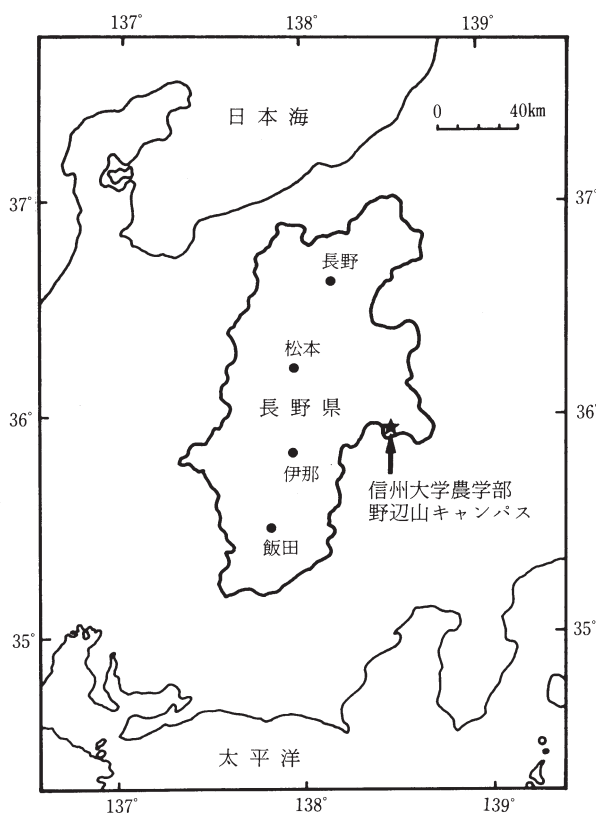 137°
138°
139°
日本海
0
40km
37°
37°
長野
松本
長野県
36°
36°
伊那
信州大学農学部
野辺山キャンパス
飯田
35°
35°
太平洋
137°
138°
139°